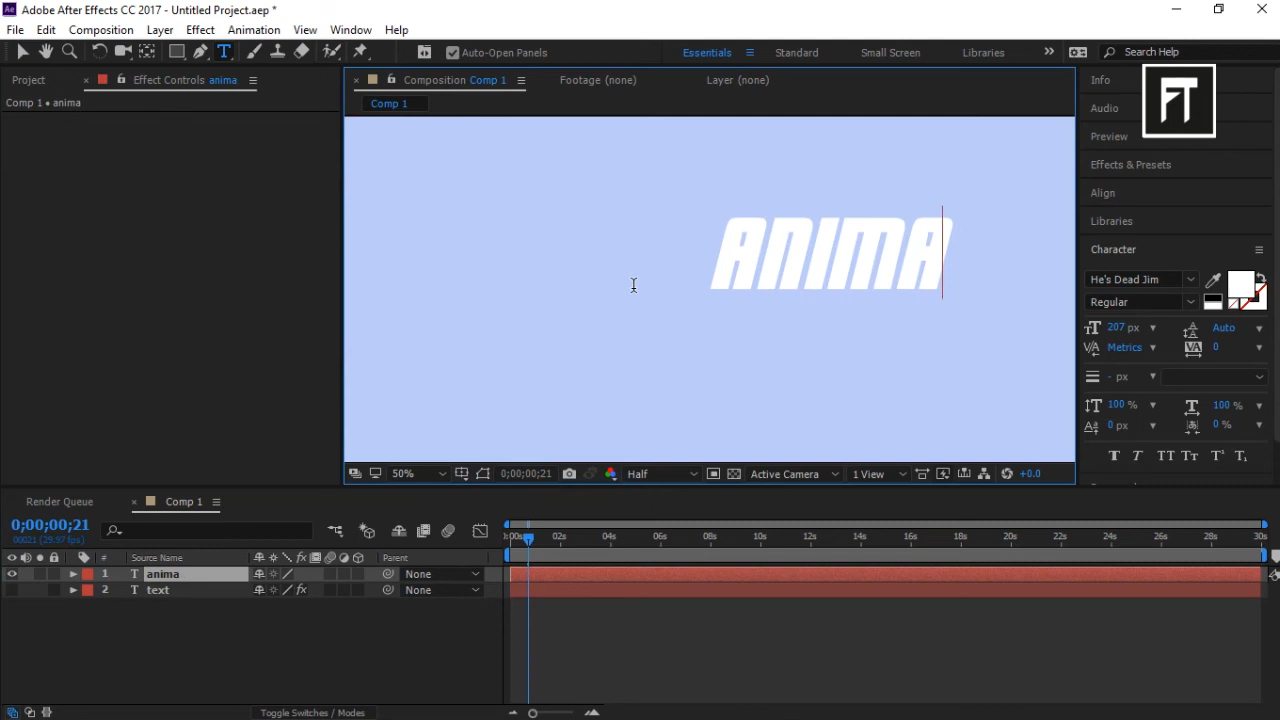 Adobe After Effects CC 2017 - Untitled Project.aep *
File Edit Composition Layer Effect Animation View Window Help
Auto-Open Panels Essentials Standard Small Screen Libraries Search Help
Project Effect Controls anima Composition Comp 1 Footage (none) Layer (none) Info
Comp 1 • anima Comp 1
FT
Audio
Preview
Effects & Presets
Align
Libraries
Character
ANIMA
He's Dead Jim
Regular
207 px Auto
Metrics 0
- px
100 % 100 %
0 px 0 %
T T TT Tt T¹ T₁
50% 0;00;00;21 Half Active Camera 1 View +0.0
Render Queue Comp 1
0;00;00;21
00021 (29.97 fps)
:00s 02s 04s 06s 08s 10s 12s 14s 16s 18s 20s 22s 24s 26s 28s 30s
# Source Name Parent
1 T anima None
2 T text None
Toggle Switches / Modes